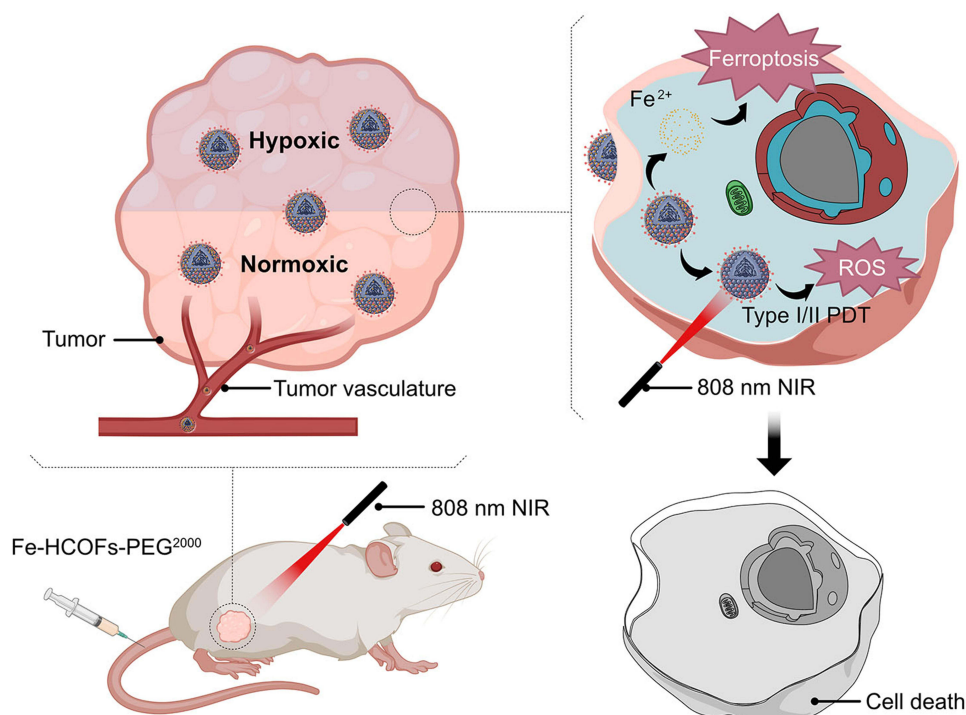 Hypoxic
Normoxic
Tumor
Tumor vasculature
Ferroptosis
Fe²⁺
ROS
Type I/II PDT
808 nm NIR
Fe-HCOFs-PEG²⁰⁰⁰
808 nm NIR
Cell death